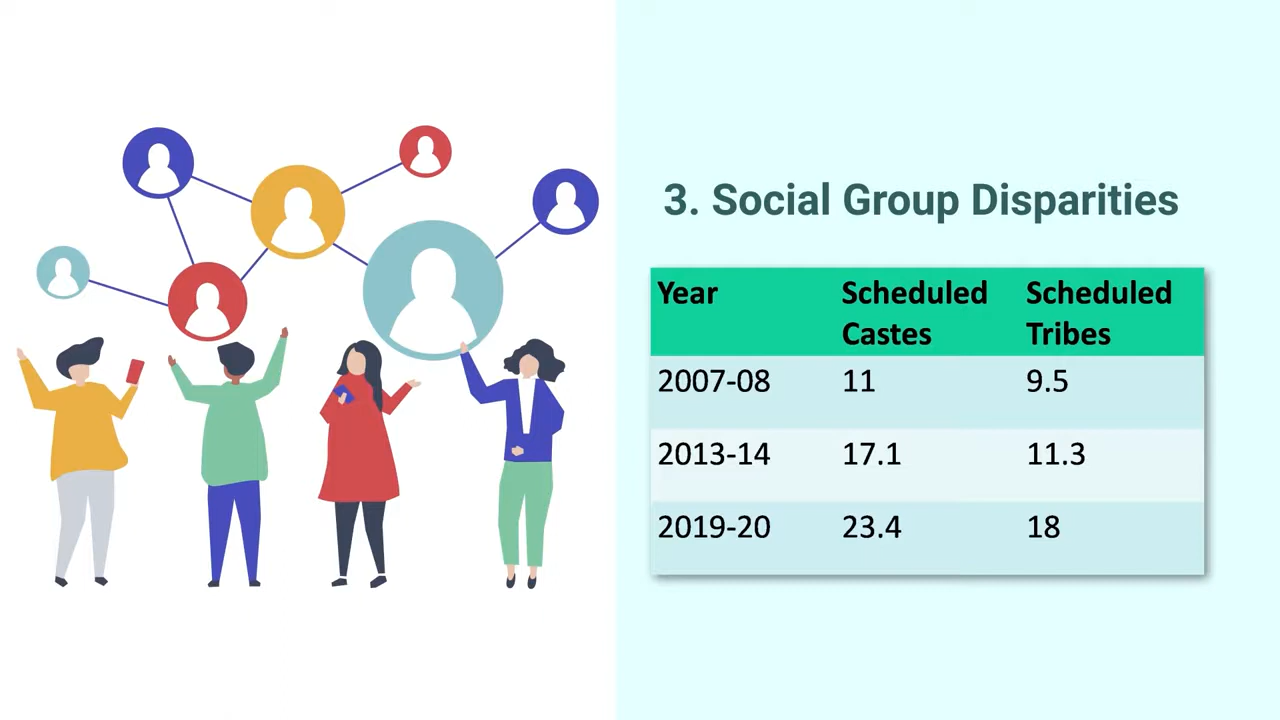 3. Social Group Disparities
Year Scheduled Castes Scheduled Tribes
2007-08 11 9.5
2013-14 17.1 11.3
2019-20 23.4 18